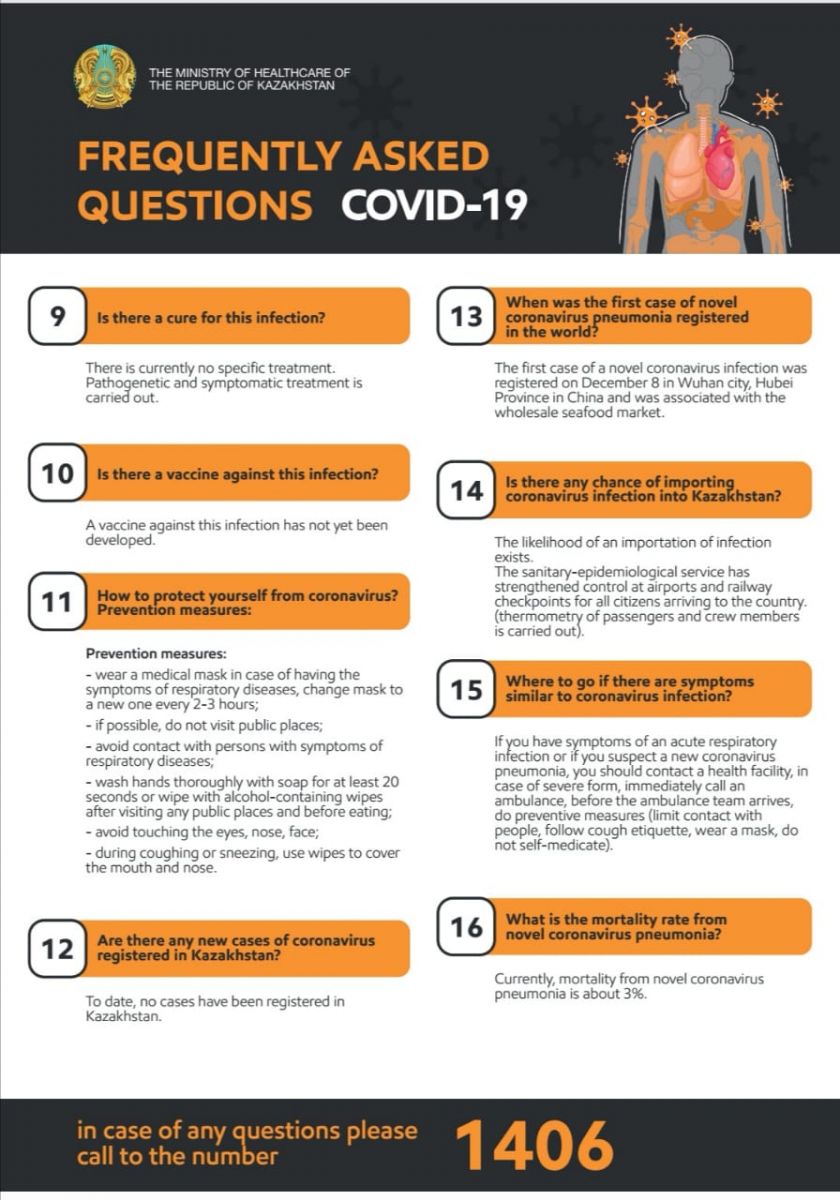 THE MINISTRY OF HEALTHCARE OF
THE REPUBLIC OF KAZAKHSTAN
FREQUENTLY ASKED
QUESTIONS COVID-19
9
Is there a cure for this infection?
There is currently no specific treatment.
Pathogenetic and symptomatic treatment is
carried out.
10
Is there a vaccine against this infection?
A vaccine against this infection has not yet been
developed.
11
How to protect yourself from coronavirus?
Prevention measures:
Prevention measures:
- wear a medical mask in case of having the
symptoms of respiratory diseases, change mask to
a new one every 2-3 hours;
- if possible, do not visit public places;
- avoid contact with persons with symptoms of
respiratory diseases;
- wash hands thoroughly with soap for at least 20
seconds or wipe with alcohol-containing wipes
after visiting any public places and before eating;
- avoid touching the eyes, nose, face;
- during coughing or sneezing, use wipes to cover
the mouth and nose.
12
Are there any new cases of coronavirus
registered in Kazakhstan?
To date, no cases have been registered in
Kazakhstan.
13
When was the first case of novel
coronavirus pneumonia registered
in the world?
The first case of a novel coronavirus infection was
registered on December 8 in Wuhan city, Hubei
Province in China and was associated with the
wholesale seafood market.
14
Is there any chance of importing
coronavirus infection into Kazakhstan?
The likelihood of an importation of infection
exists.
The sanitary-epidemiological service has
strengthened control at airports and railway
checkpoints for all citizens arriving to the country.
(thermometry of passengers and crew members
is carried out).
15
Where to go if there are symptoms
similar to coronavirus infection?
If you have symptoms of an acute respiratory
infection or if you suspect a new coronavirus
pneumonia, you should contact a health facility, in
case of severe form, immediately call an
ambulance, before the ambulance team arrives,
do preventive measures (limit contact with
people, follow cough etiquette, wear a mask, do
not self-medicate).
16
What is the mortality rate from
novel coronavirus pneumonia?
Currently, mortality from novel coronavirus
pneumonia is about 3%.
in case of any questions please
call to the number
1406